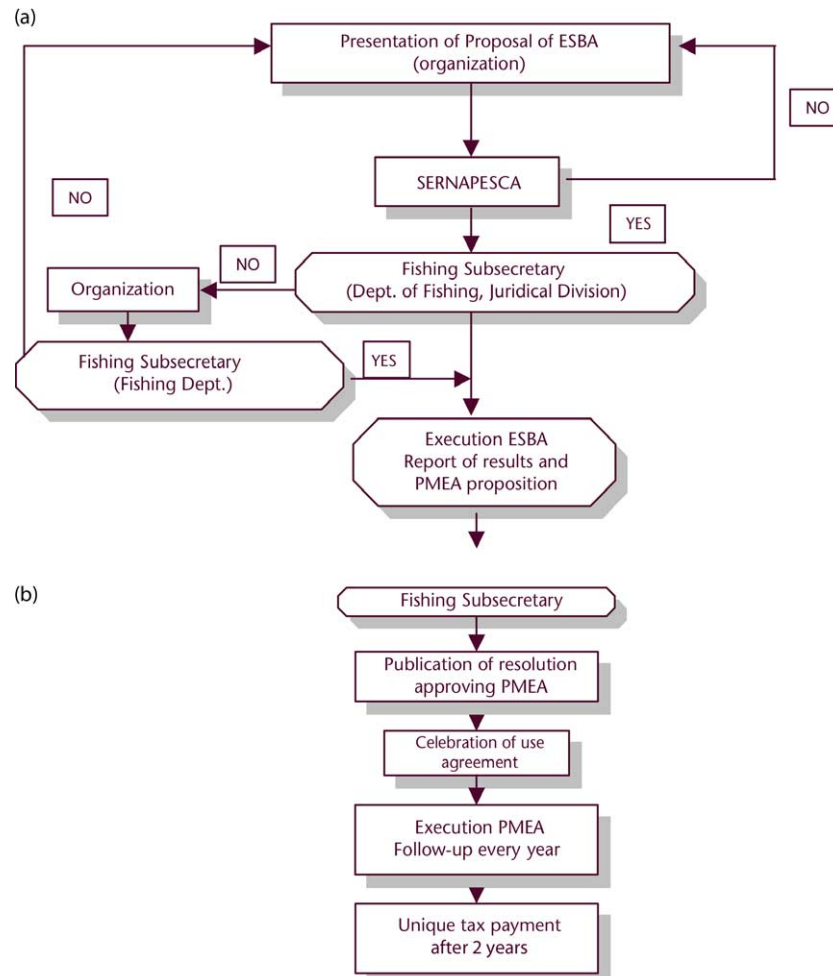 (a)
Presentation of Proposal of ESBA
(organization)
NO
SERNAPESCA
NO
YES
NO
Fishing Subsecretary
(Dept. of Fishing, Juridical Division)
Organization
Fishing Subsecretary
(Fishing Dept.)
YES
Execution ESBA
Report of results and
PMEA proposition
(b)
Fishing Subsecretary
Publication of resolution
approving PMEA
Celebration of use
agreement
Execution PMEA
Follow-up every year
Unique tax payment
after 2 years